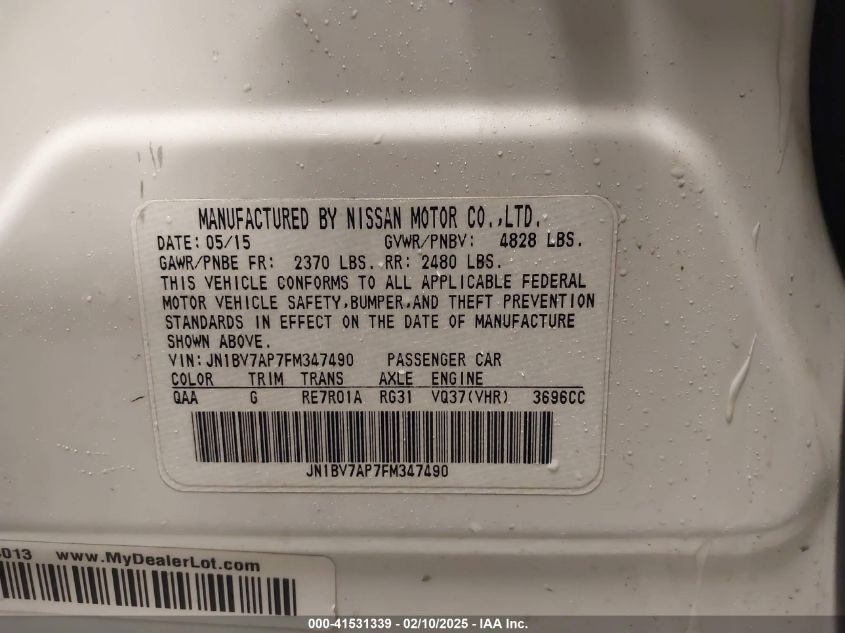 MANUFACTURED BY NISSAN MOTOR CO.,LTD.
DATE: 05/15 GVWR/PNBV: 4828 LBS.
GAWR/PNBE FR: 2370 LBS. RR: 2480 LBS.
THIS VEHICLE CONFORMS TO ALL APPLICABLE FEDERAL
MOTOR VEHICLE SAFETY,BUMPER,AND THEFT PREVENTION
STANDARDS IN EFFECT ON THE DATE OF MANUFACTURE
SHOWN ABOVE.
VIN: JN1BV7AP7FM347490 PASSENGER CAR
COLOR TRIM TRANS AXLE ENGINE
QAA G RE7R01A RG31 VQ37(VHR) 3696CC
JN1BV7AP7FM347490
013 www.MyDealerLot.com
000-41531339 - 02/10/2025 - IAA Inc.